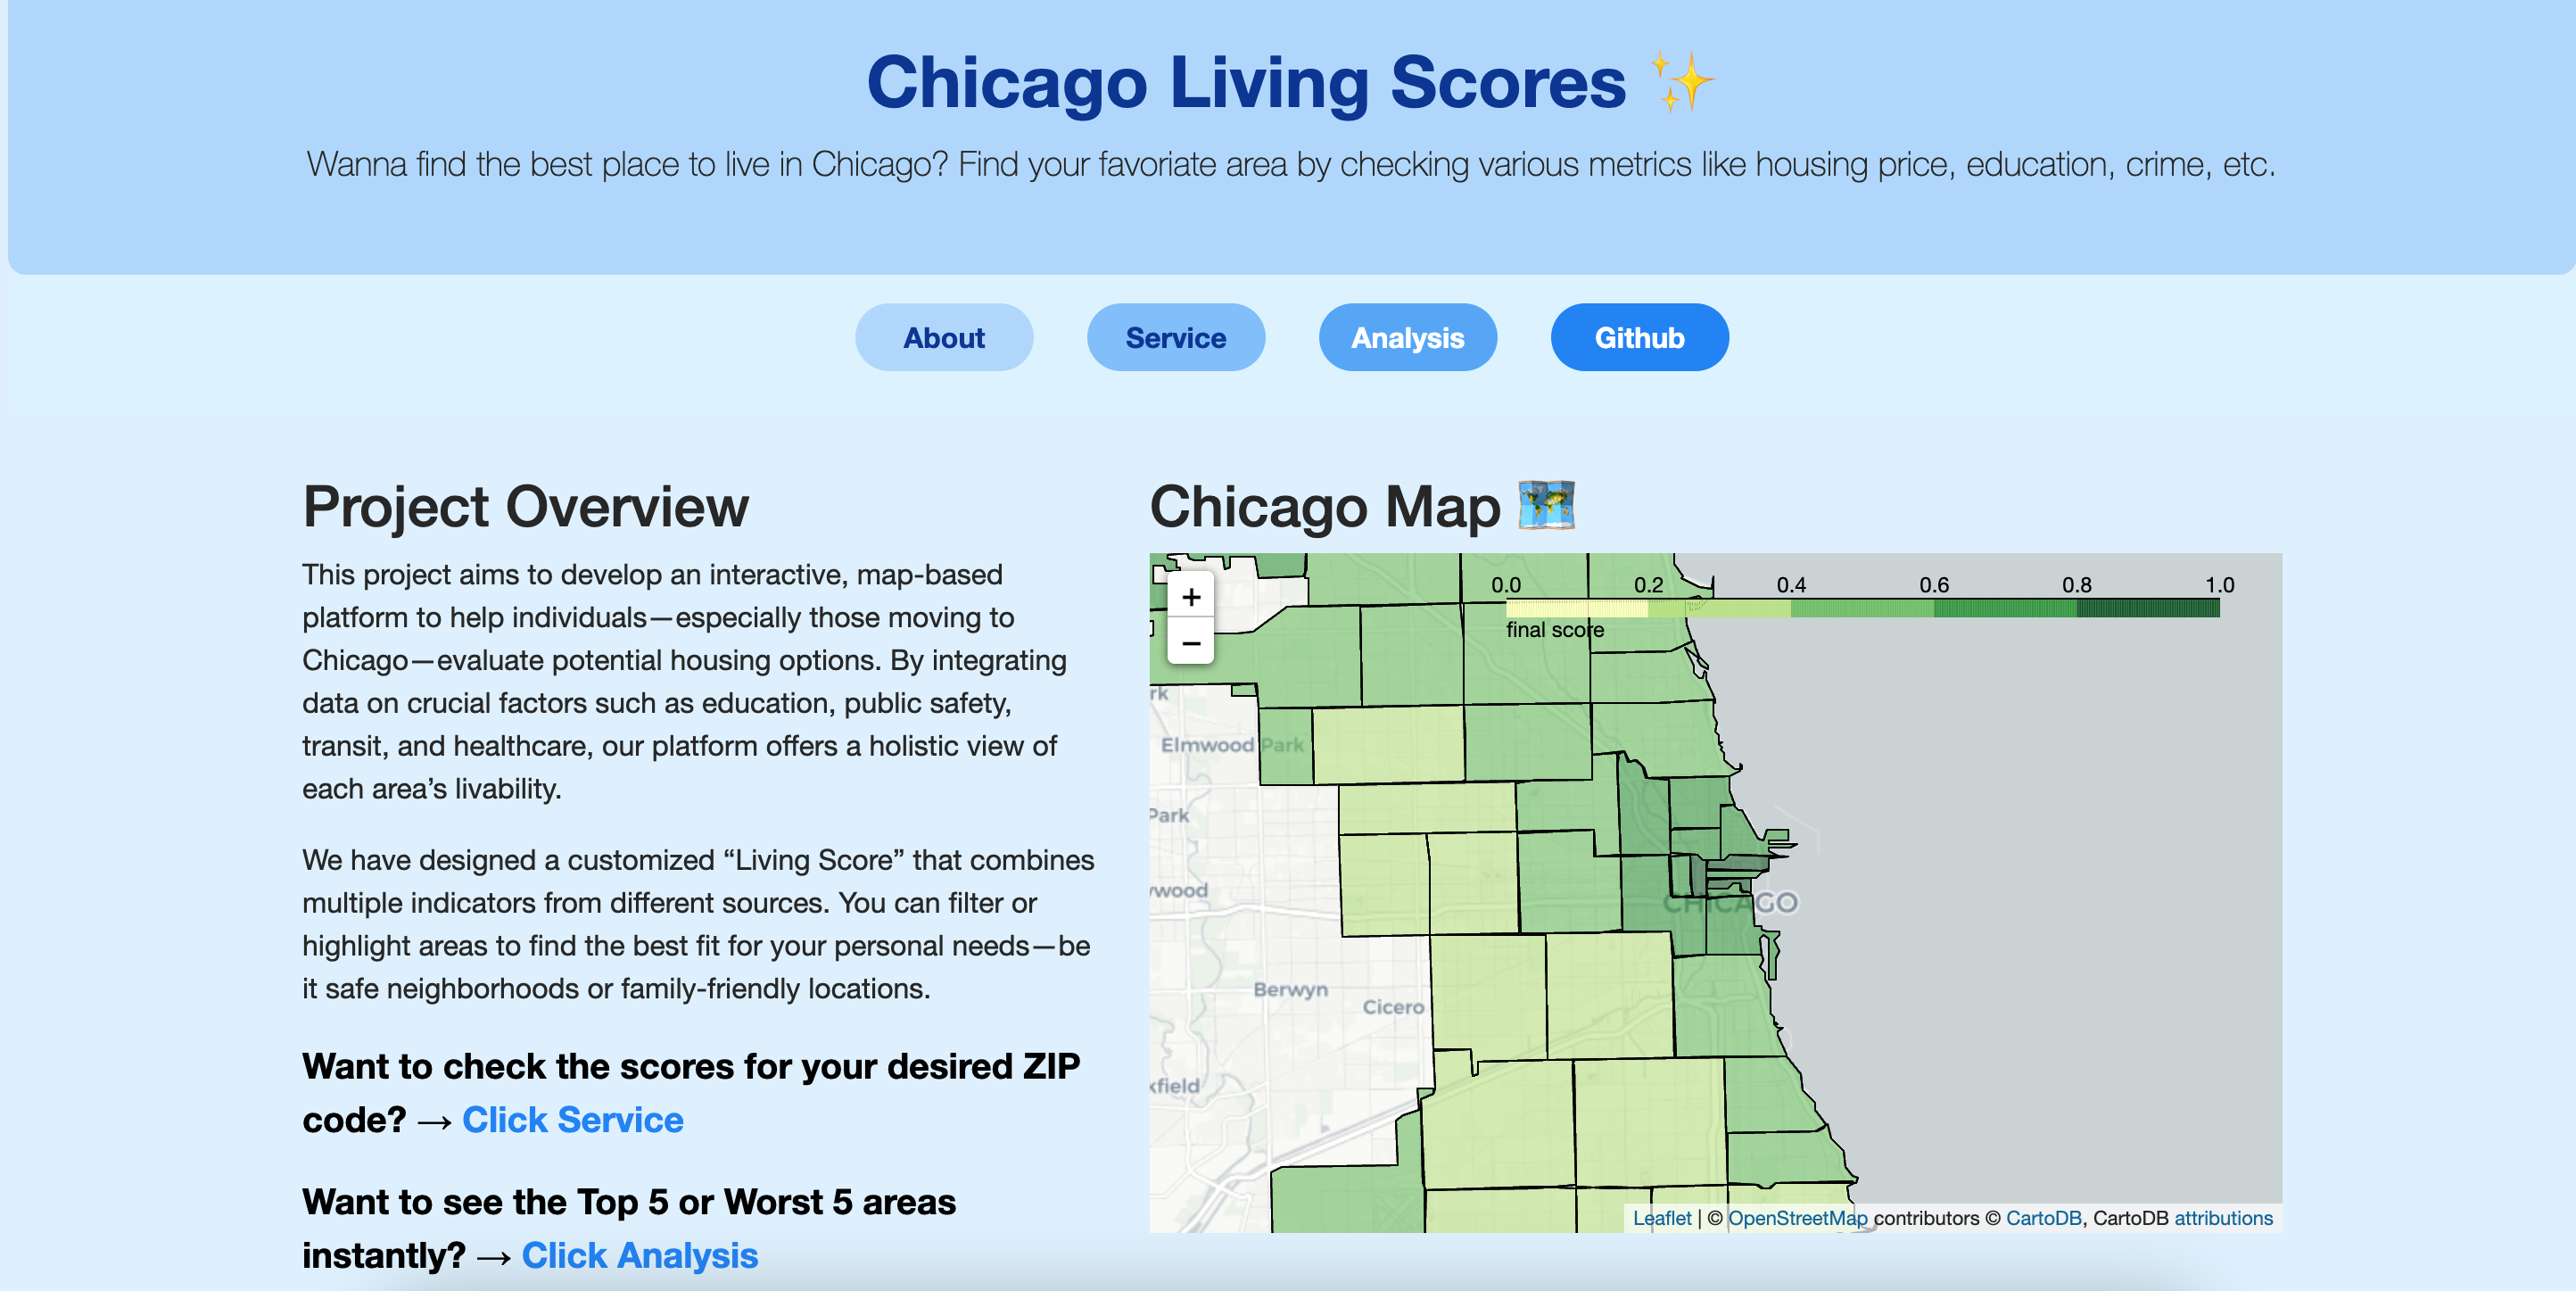 Chicago Living Scores ✨
Wanna find the best place to live in Chicago? Find your favoriate area by checking various metrics like housing price, education, crime, etc.
About
Service
Analysis
Github
Project Overview
This project aims to develop an interactive, map-based
platform to help individuals—especially those moving to
Chicago—evaluate potential housing options. By integrating
data on crucial factors such as education, public safety,
transit, and healthcare, our platform offers a holistic view of
each area’s livability.
We have designed a customized “Living Score” that combines
multiple indicators from different sources. You can filter or
highlight areas to find the best fit for your personal needs—be
it safe neighborhoods or family-friendly locations.
Want to check the scores for your desired ZIP
code? → Click Service
Want to see the Top 5 or Worst 5 areas
instantly? → Click Analysis
Chicago Map 🗺️
+
−
0.0 0.2 0.4 0.6 0.8 1.0
final score
rk
Elmwood Park
Park
wood
CHICAGO
Berwyn
Cicero
kfield
Leaflet | © OpenStreetMap contributors © CartoDB, CartoDB attributions